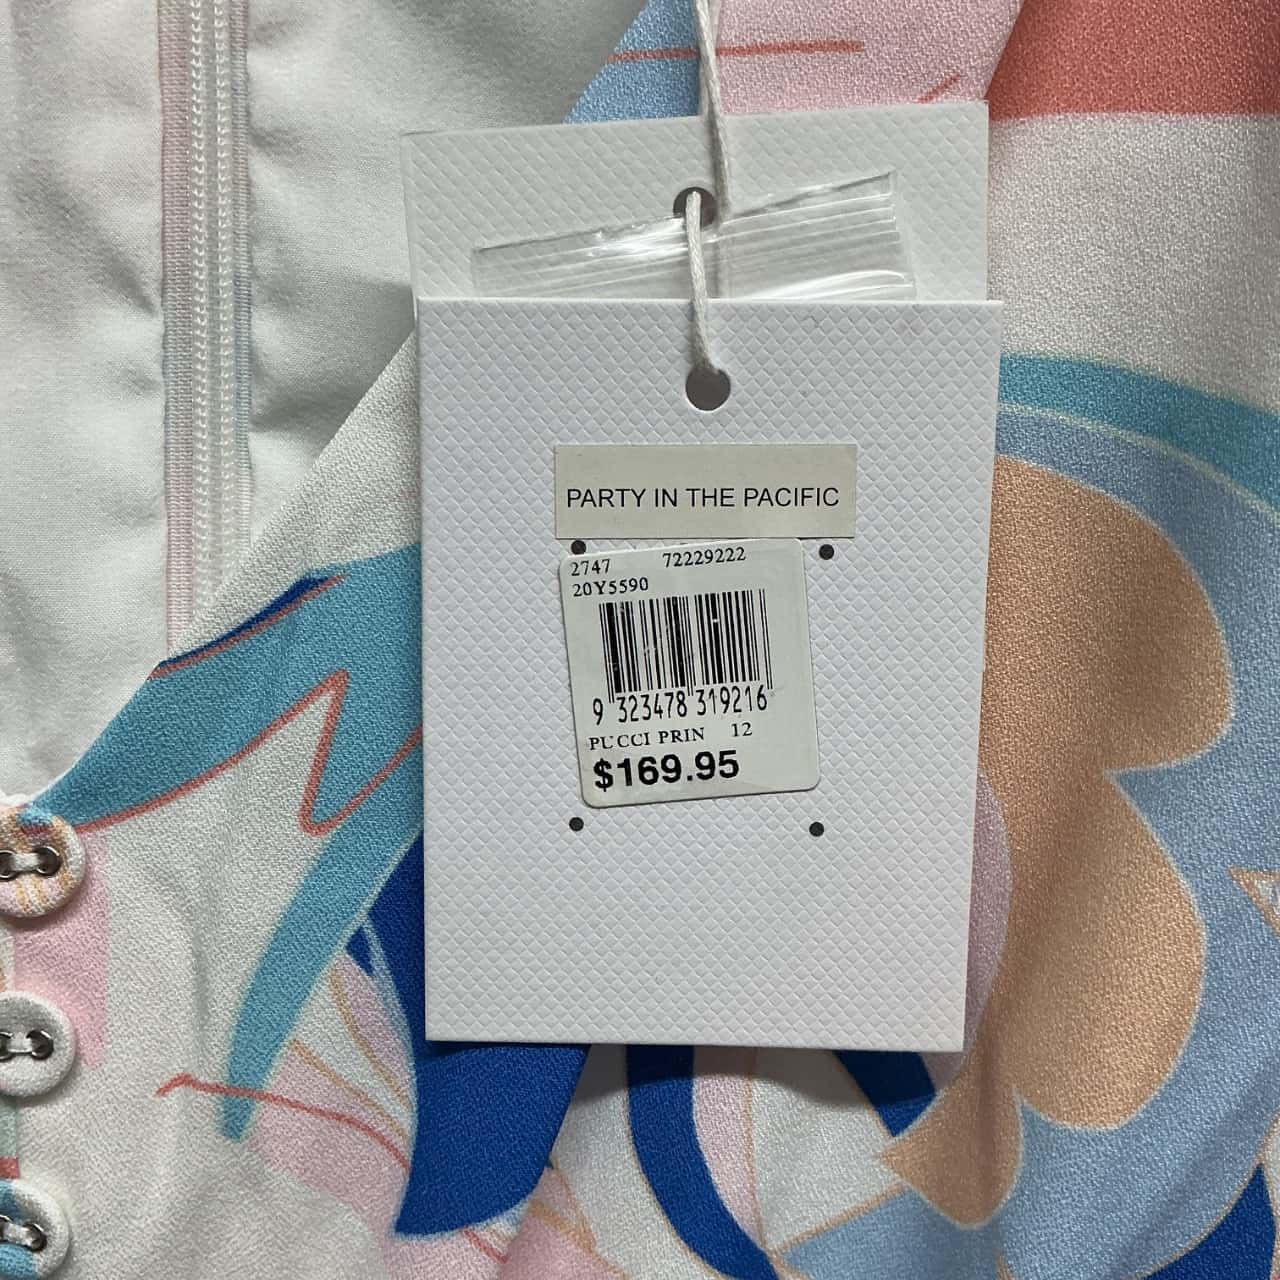 PARTY IN THE PACIFIC
2747 72229222
20Y5590
9 323478 319216
PUCCI PRIN 12
$169.95